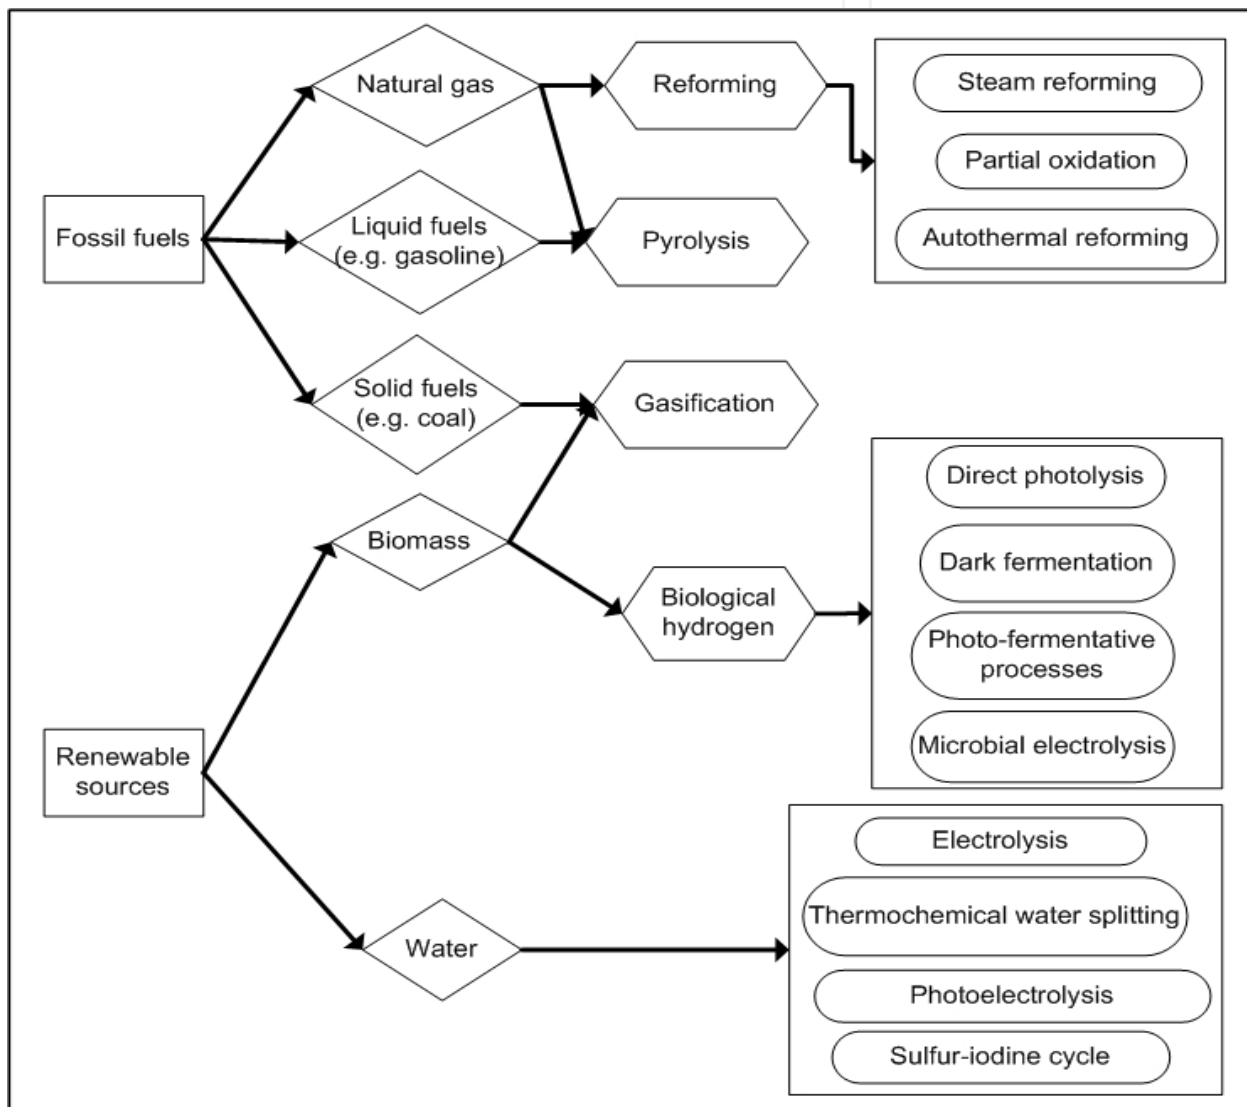 Natural gas
Reforming
Steam reforming
Partial oxidation
Autothermal reforming
Fossil fuels
Liquid fuels
(e.g. gasoline)
Pyrolysis
Solid fuels
(e.g. coal)
Gasification
Biomass
Biological
hydrogen
Direct photolysis
Dark fermentation
Photo-fermentative
processes
Microbial electrolysis
Renewable
sources
Water
Electrolysis
Thermochemical water splitting
Photoelectrolysis
Sulfur-iodine cycle